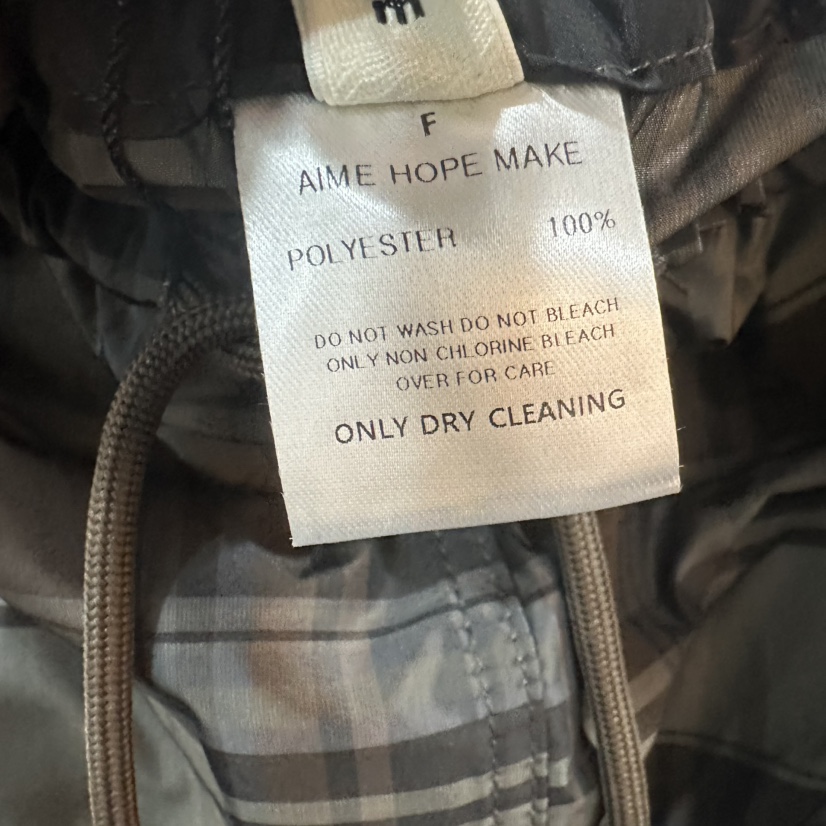 m
F
AIME HOPE MAKE
POLYESTER 100%
DO NOT WASH DO NOT BLEACH
ONLY NON CHLORINE BLEACH
OVER FOR CARE
ONLY DRY CLEANING